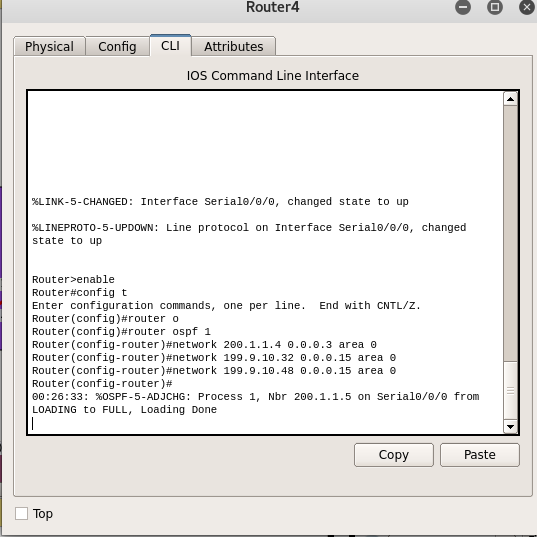 Router4
Physical
Config
CLI
Attributes
IOS Command Line Interface
%LINK-5-CHANGED: Interface Serial0/0/0, changed state to up
%LINEPROTO-5-UPDOWN: Line protocol on Interface Serial0/0/0, changed
state to up
Router>enable
Router#config t
Enter configuration commands, one per line.  End with CNTL/Z.
Router(config)#router o
Router(config)#router ospf 1
Router(config-router)#network 200.1.1.4 0.0.0.3 area 0
Router(config-router)#network 199.9.10.32 0.0.0.15 area 0
Router(config-router)#network 199.9.10.48 0.0.0.15 area 0
Router(config-router)#
00:26:33: %OSPF-5-ADJCHG: Process 1, Nbr 200.1.1.5 on Serial0/0/0 from
LOADING to FULL, Loading Done
Copy
Paste
Top